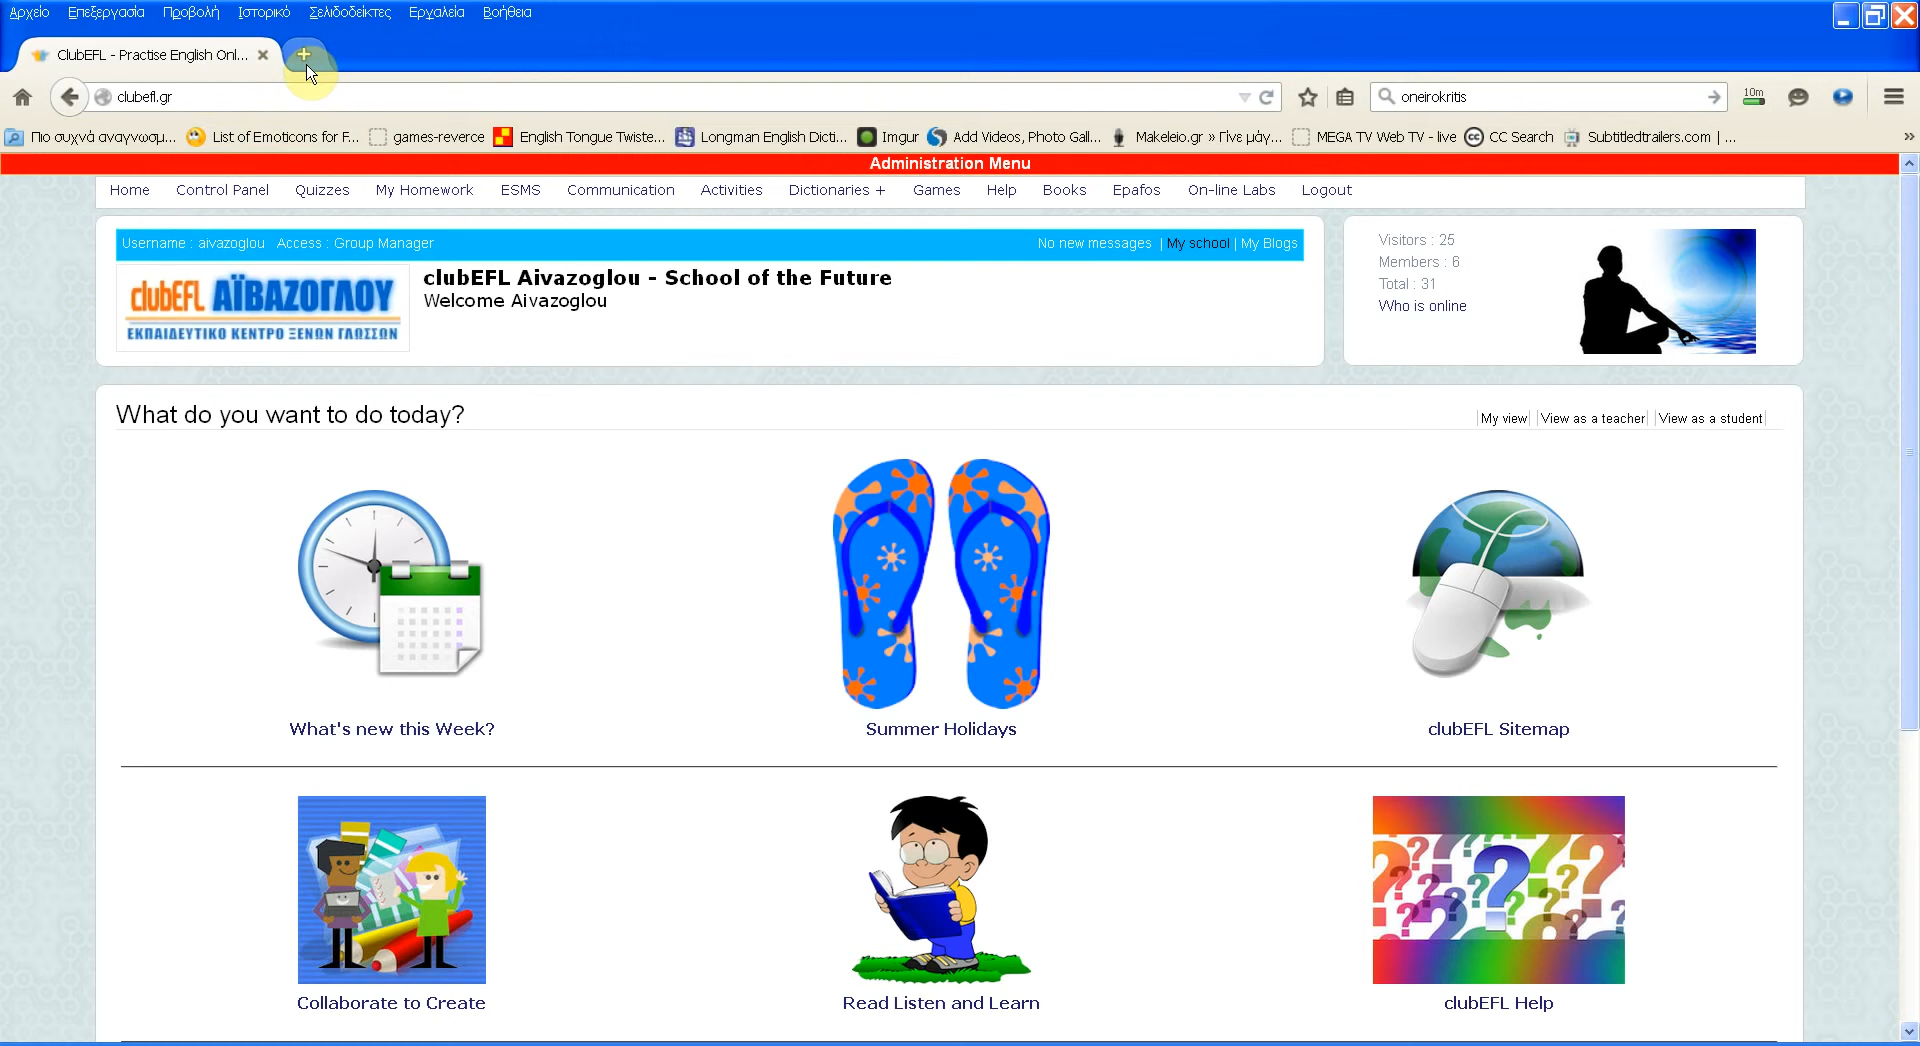 Αρχείο Επεξεργασία Προβολή Ιστορικό Σελιδοδείκτες Εργαλεία Βοήθεια
ClubEFL - Practise English Onl...
clubefl.gr
oneirokritis
10m
Πιο συχνά αναγνωσμ... List of Emoticons for F... games-reverce English Tongue Twiste... Longman English Dicti... Imgur Add Videos, Photo Gall... Makeleio.gr » Γίνε μάγ... MEGA TV Web TV - live CC Search Subtitledtrailers.com | ...
Administration Menu
Home Control Panel Quizzes My Homework ESMS Communication Activities Dictionaries + Games Help Books Epafos On-line Labs Logout
Username : aivazoglou Access : Group Manager No new messages | My school | My Blogs
clubEFL ΑΪΒΑΖΟΓΛΟΥ
ΕΚΠΑΙΔΕΥΤΙΚΟ ΚΕΝΤΡΟ ΞΕΝΩΝ ΓΛΩΣΣΩΝ
clubEFL Aivazoglou - School of the Future
Welcome Aivazoglou
Visitors : 25
Members : 6
Total : 31
Who is online
What do you want to do today?
My view View as a teacher View as a student
What's new this Week? Summer Holidays clubEFL Sitemap
Collaborate to Create Read Listen and Learn clubEFL Help